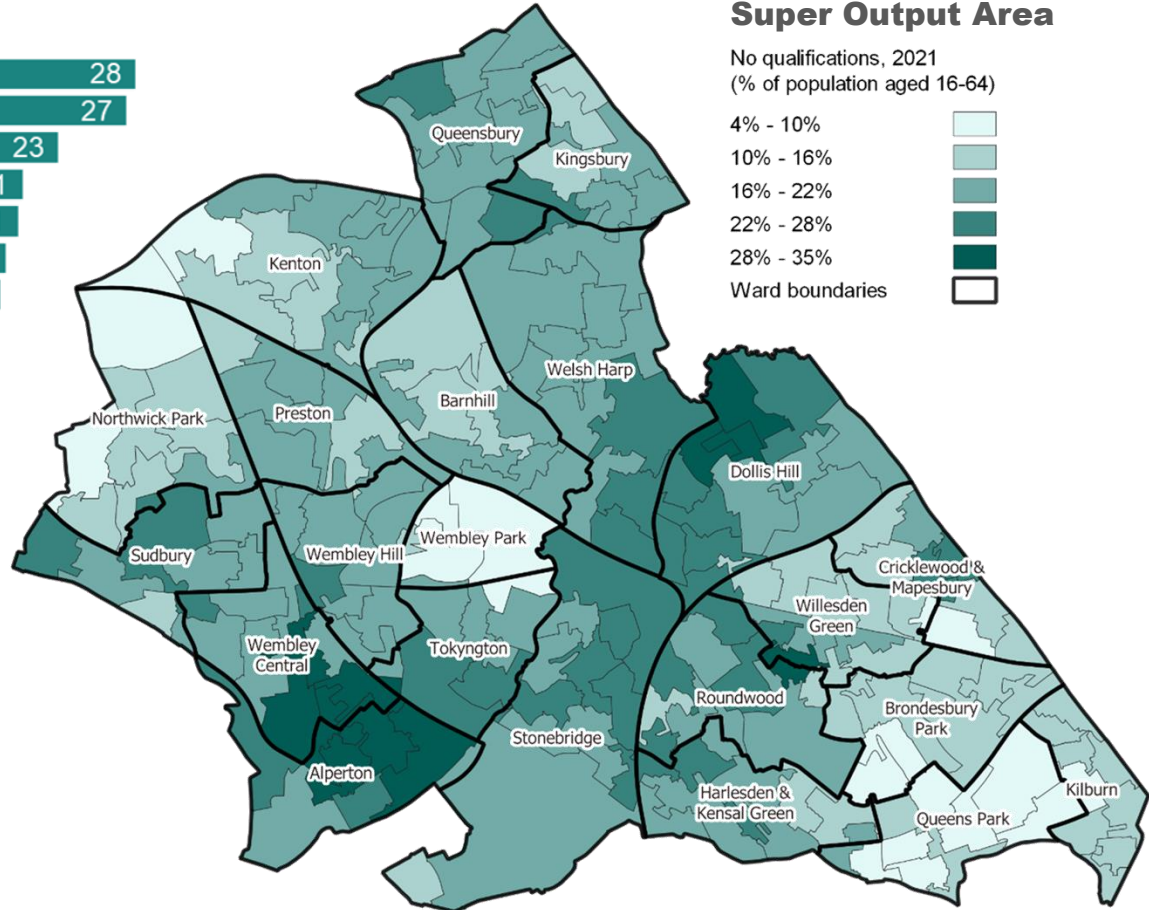 Super Output Area
No qualifications, 2021
(% of population aged 16-64)
4% - 10%
10% - 16%
16% - 22%
22% - 28%
28% - 35%
Ward boundaries
28
27
23
Queensbury
Kingsbury
Kenton
Welsh Harp
Barnhill
Northwick Park
Preston
Dollis Hill
Sudbury
Wembley Hill
Wembley Park
Cricklewood &
Mapesbury
Willesden
Green
Wembley
Central
Tokyngton
Roundwood
Brondesbury
Park
Stonebridge
Alperton
Harlesden &
Kensal Green
Queens Park
Kilburn